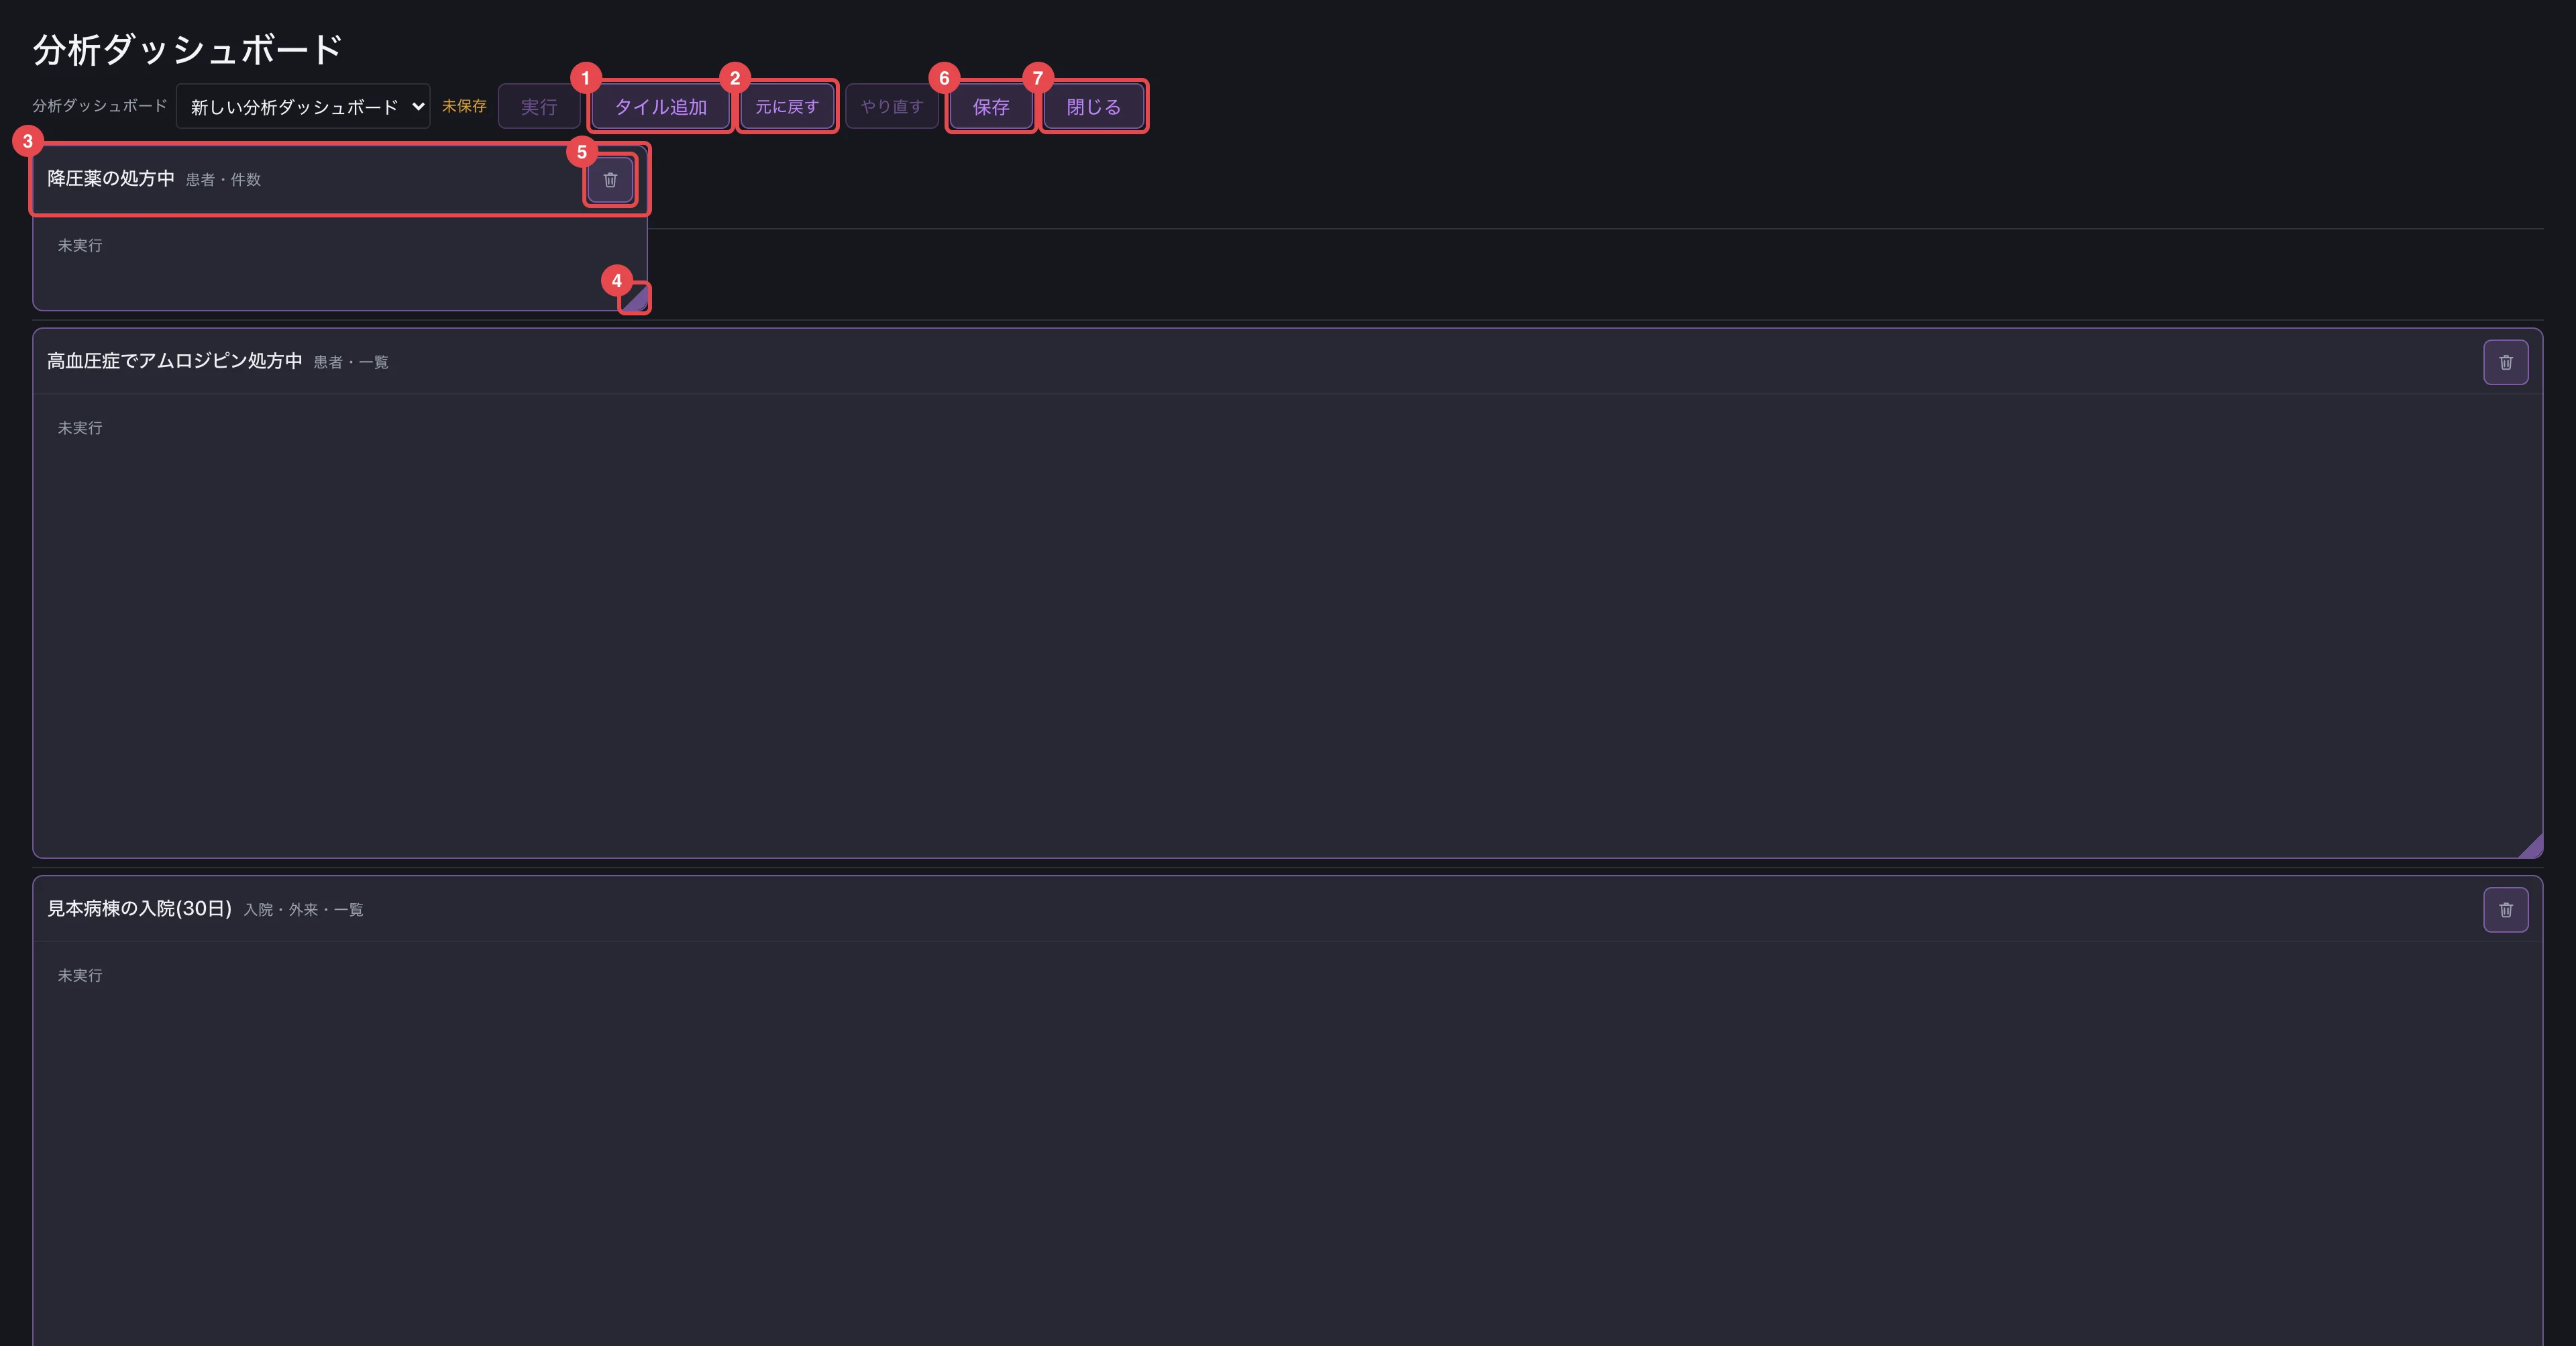 分析ダッシュボード
分析ダッシュボード 新しい分析ダッシュボード 未保存 実行 1 タイル追加 2 元に戻す やり直す 6 保存 7 閉じる
3 降圧薬の処方中 患者・件数 5
未実行
4
高血圧症でアムロジピン処方中 患者・一覧
未実行
見本病棟の入院(30日) 入院・外来・一覧
未実行